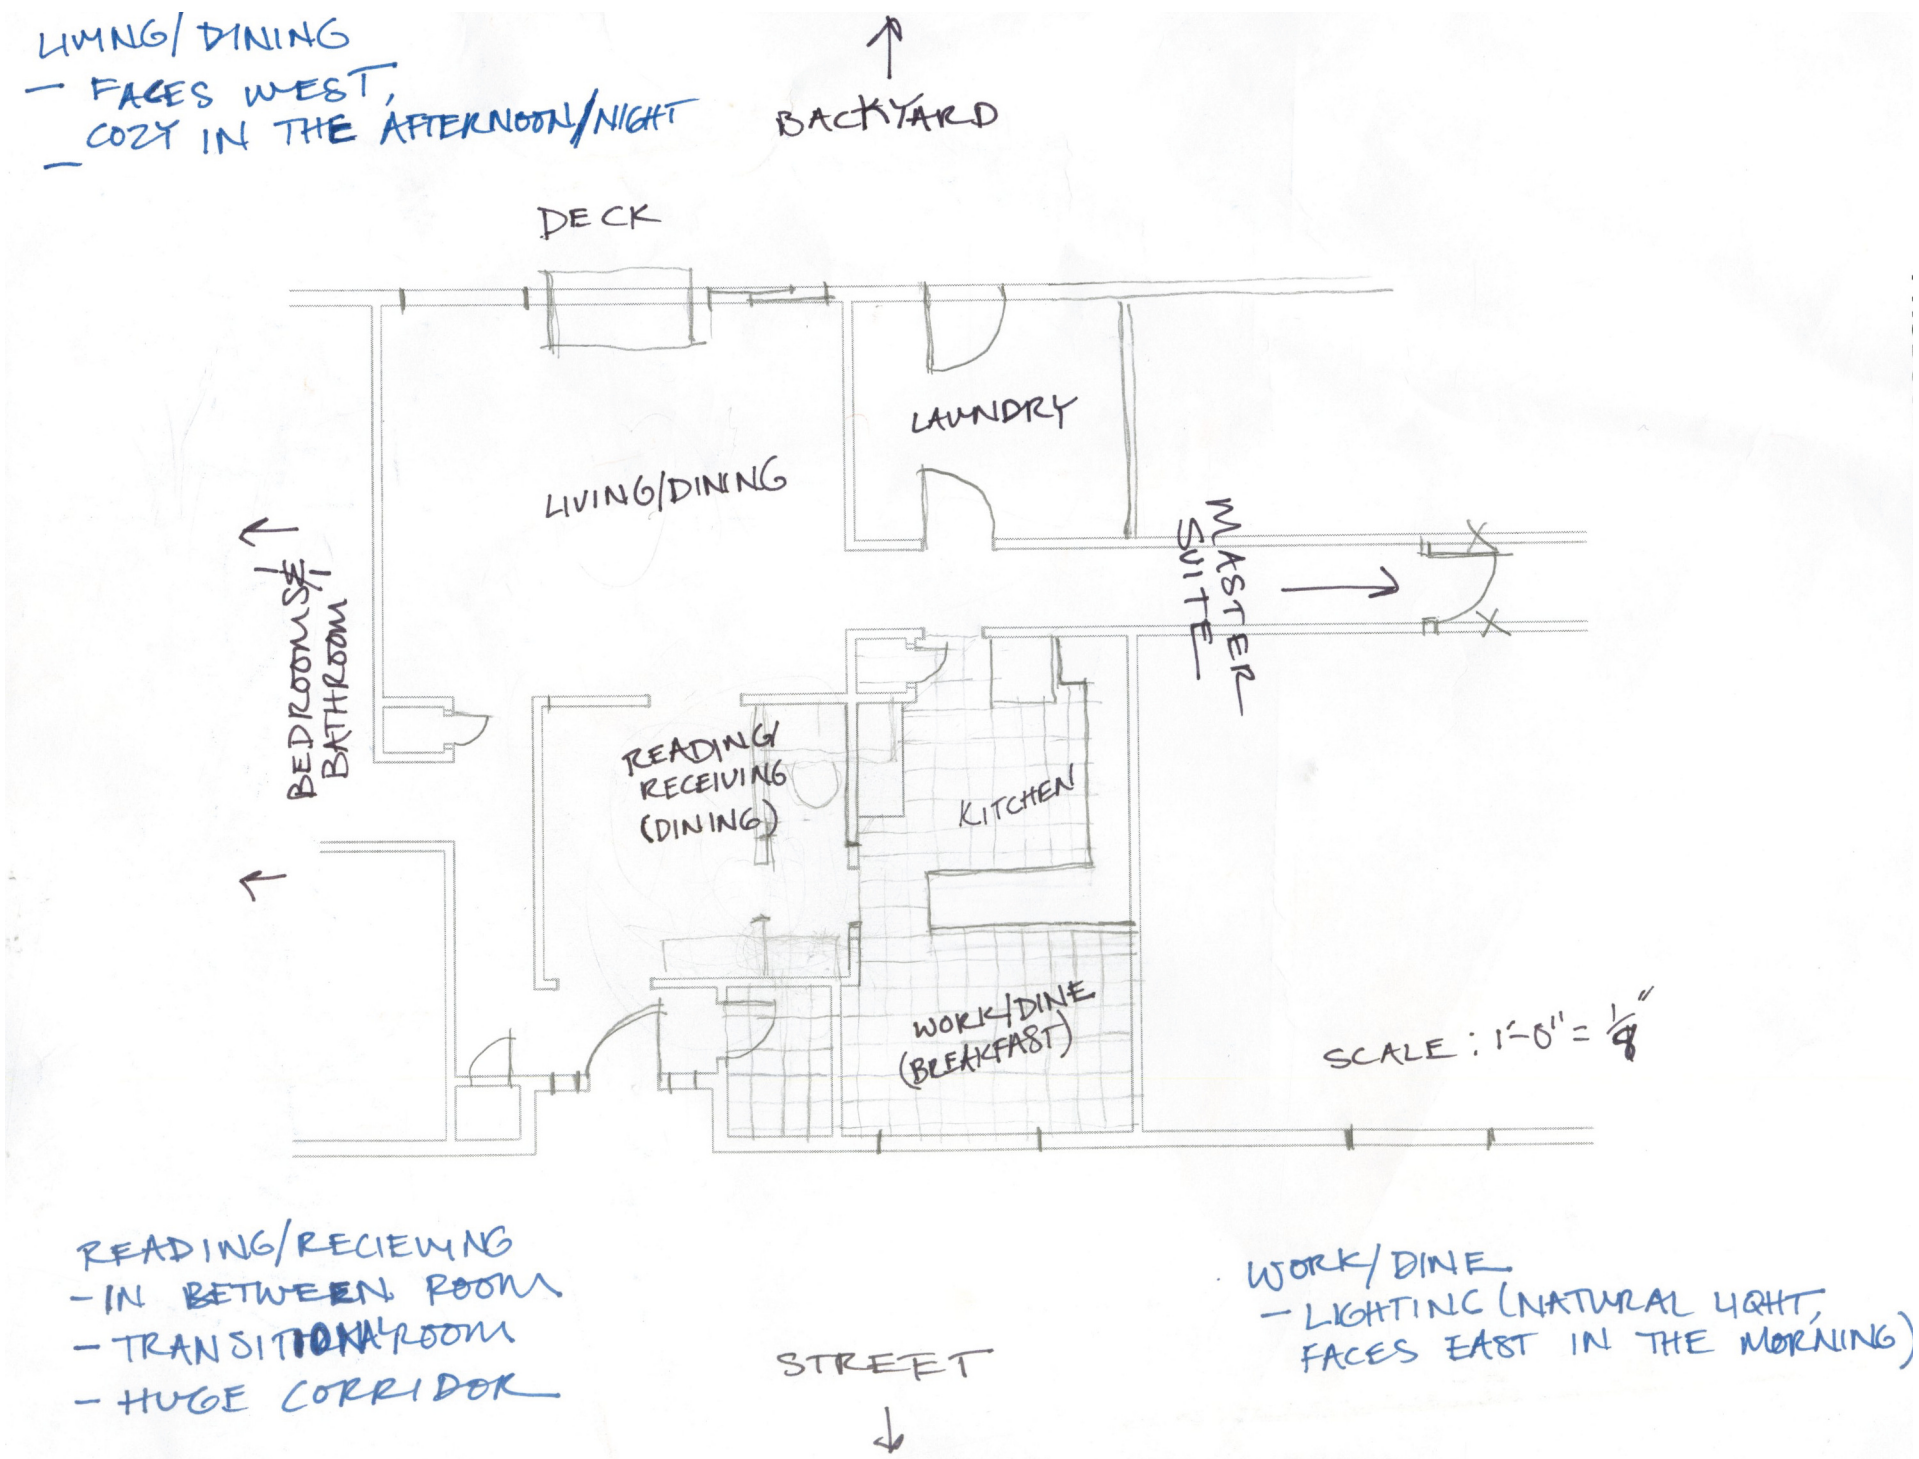 LIVING/DINING
- FACES WEST,
COZY IN THE AFTERNOON/NIGHT
-
BACKYARD
DECK
LAUNDRY
LIVING/DINING
MASTER
SUITE
BEDROOMS/
BATHROOM
READING/
RECEIVING
(DINING)
KITCHEN
WORK/DINE
(BREAKFAST)
SCALE: 1'-0" = 1/8"
READING/RECIEVING
- IN BETWEEN ROOM
- TRANSITIONAL ROOM
- HUGE CORRIDOR
WORK/DINE
- LIGHTING (NATURAL LIGHT,
FACES EAST IN THE MORNING)
STREET